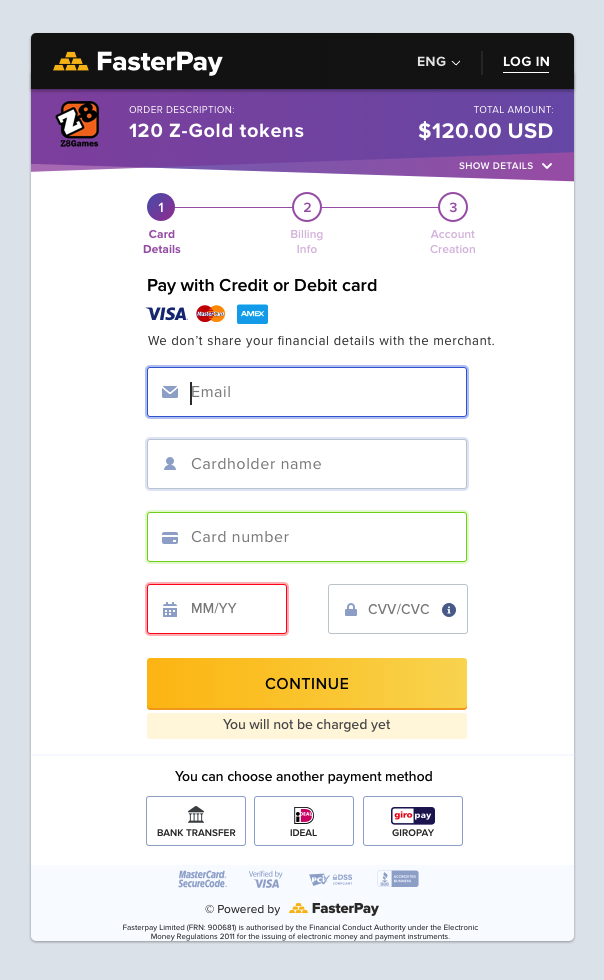 FasterPay
ENG
LOG IN
Z8
Z8Games
ORDER DESCRIPTION:
120 Z-Gold tokens
TOTAL AMOUNT:
$120.00 USD
SHOW DETAILS
1
2
3
Card
Details
Billing
Info
Account
Creation
Pay with Credit or Debit card
VISA MasterCard AMEX
We don't share your financial details with the merchant.
Email
Cardholder name
Card number
MM/YY
CVV/CVC
i
CONTINUE
You will not be charged yet
You can choose another payment method
BANK TRANSFER
iDEAL
IDEAL
giro pay
GIROPAY
MasterCard.
SecureCode.
Verified by
VISA
PCI DSS
COMPLIANT
BBB
ACCREDITED
BUSINESS
© Powered by FasterPay
Fasterpay Limited (FRN: 900681) is authorised by the Financial Conduct Authority under the Electronic
Money Regulations 2011 for the issuing of electronic money and payment instruments.